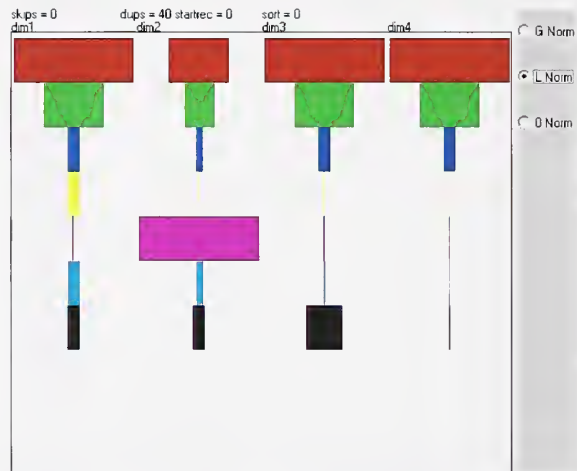 skips = 0 dups = 40 startrec = 0 sort = 0
dim1 dim2 dim3 dim4
G Norm
L Norm
0 Norm